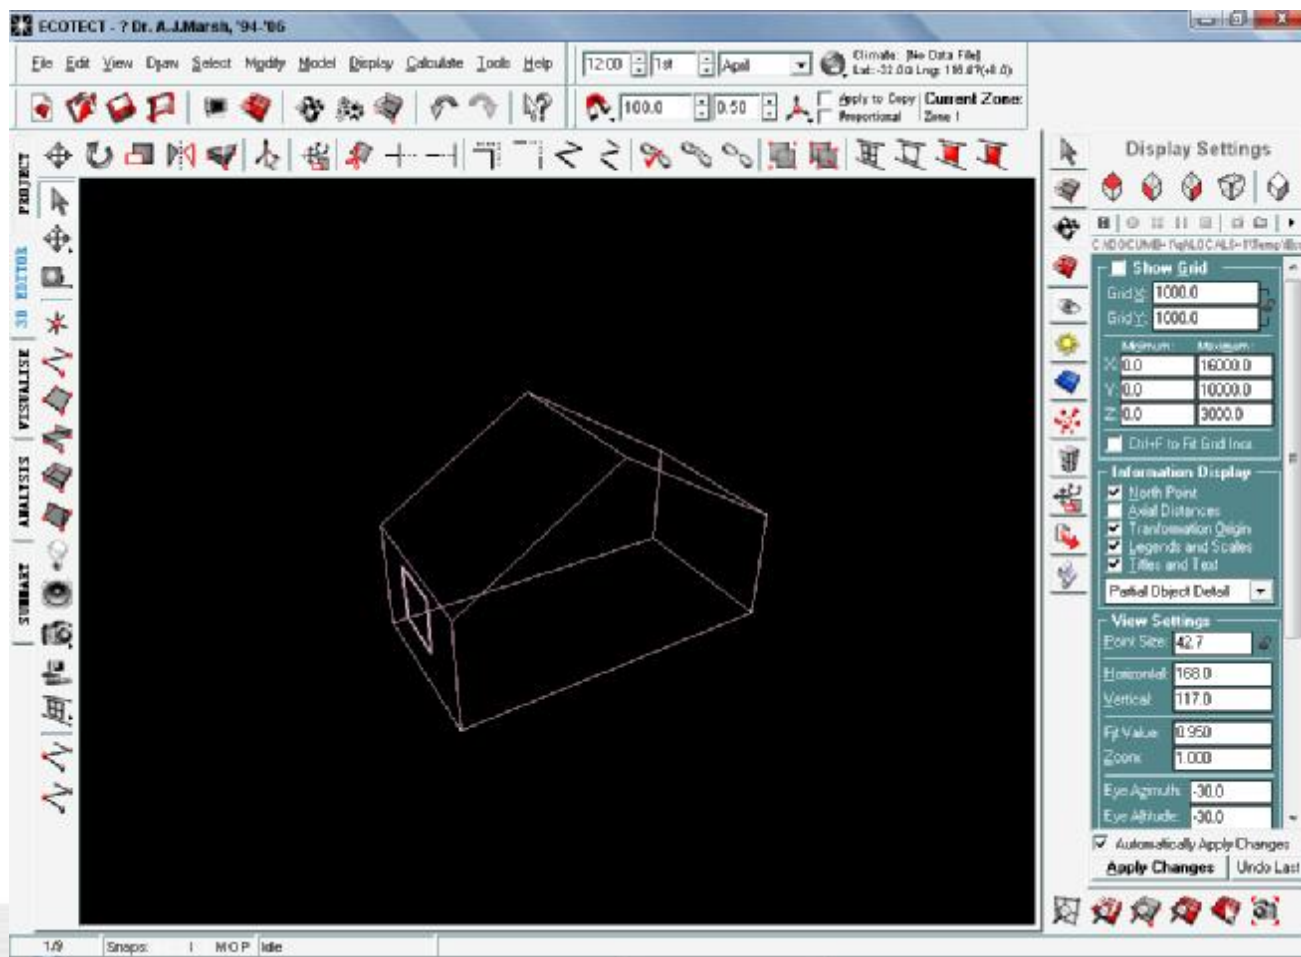 ECOTECT - ? Dr. A.J.Marsh, '94-'06
File Edit View Draw Select Modify Model Display Calculate Tools Help
12:00 1st April
Climate: [No Data File]
100.0 0.50
Apply to Copy
Proportional
Current Zone:
Zone 1
PROJECT
3D EDITOR
VISUALISE
ANALYSIS
SUMMARY
Display Settings
Show Grid
Grid X: 1000.0
Grid Y: 1000.0
Minimum: Maximum:
X: 0.0 16000.0
Y: 0.0 10000.0
Z: 0.0 3000.0
Ctrl+F to Fit Grid
Information Display
North Point
Axial Distances
Tranformation Origin
Legends and Scales
Titles and Text
Partial Object Detail
View Settings
Point Size: 42.7
Horizontal: 168.0
Vertical: 117.0
Fit Value: 0.950
Zoom: 1.000
Eye Azimuth: -30.0
Eye Altitude: -30.0
Automatically Apply Changes
Apply Changes Undo Last
1/9 Snaps: I MOP Idle